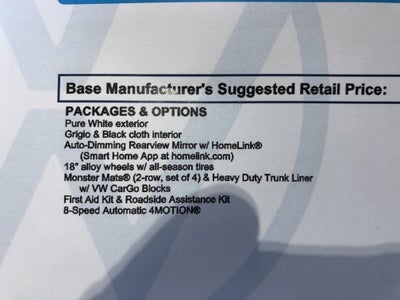 Base Manufacturer's Suggested Retail Price:
PACKAGES & OPTIONS
Pure White exterior
Grigio & Black cloth interior
Auto-Dimming Rearview Mirror w/ HomeLink®
(Smart Home App at homelink.com)
18" alloy wheels w/ all-season tires
Monster Mats® (2-row, set of 4) & Heavy Duty Trunk Liner
w/ VW CarGo Blocks
First Aid Kit & Roadside Assistance Kit
8-Speed Automatic 4MOTION®